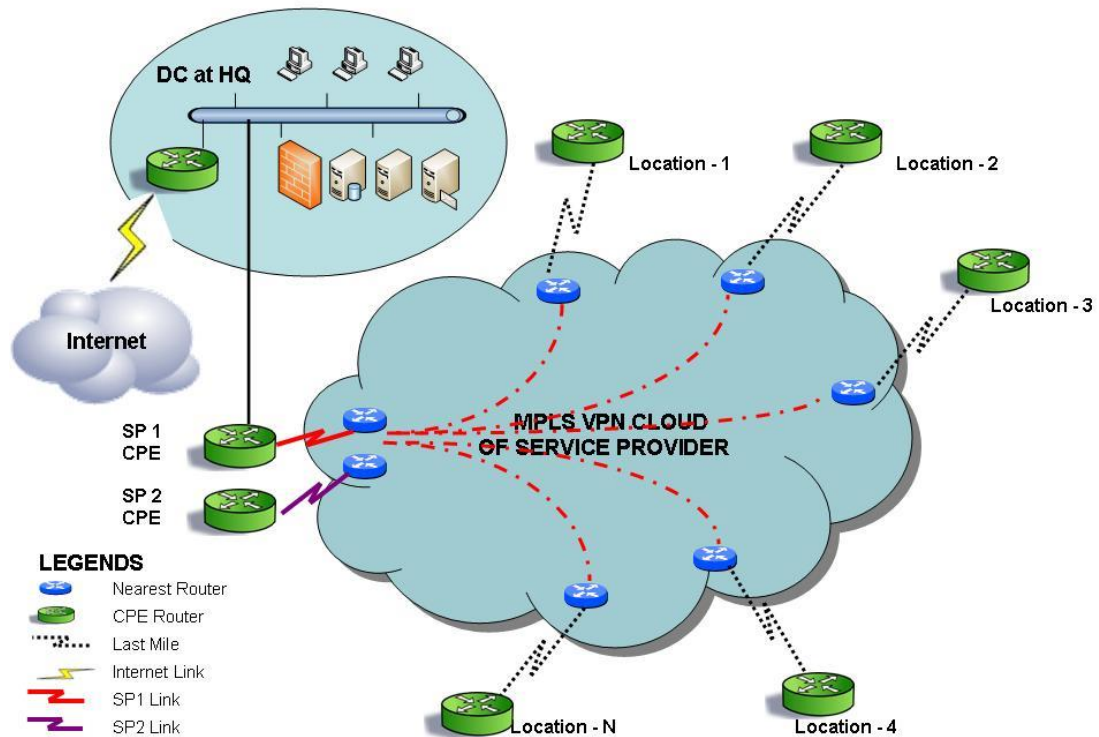 DC at HQ
Location - 1
Location - 2
Location - 3
Internet
MPLS VPN CLOUD
OF SERVICE PROVIDER
SP 1
CPE
SP 2
CPE
LEGENDS
Nearest Router
CPE Router
Last Mile
Internet Link
SP1 Link
SP2 Link
Location - N
Location - 4